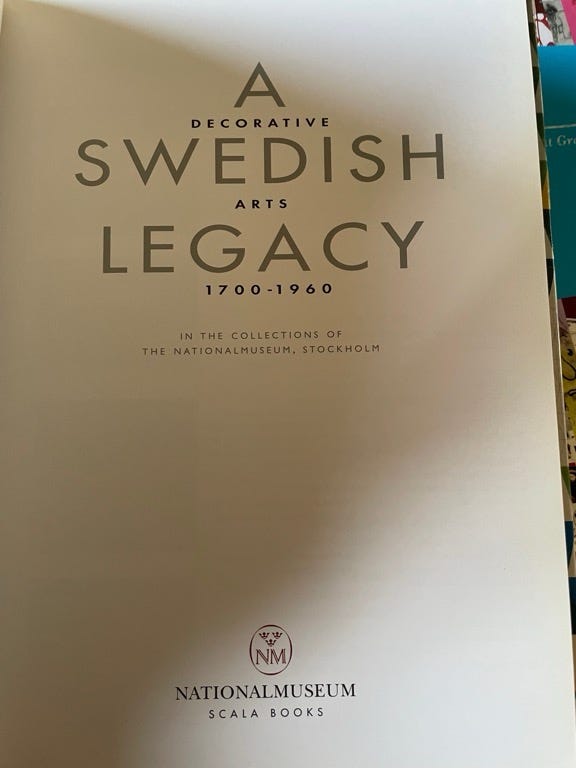 A
DECORATIVE
SWEDISH
ARTS
LEGACY
1700-1960
IN THE COLLECTIONS OF
THE NATIONALMUSEUM, STOCKHOLM
NM
NATIONALMUSEUM
SCALA BOOKS